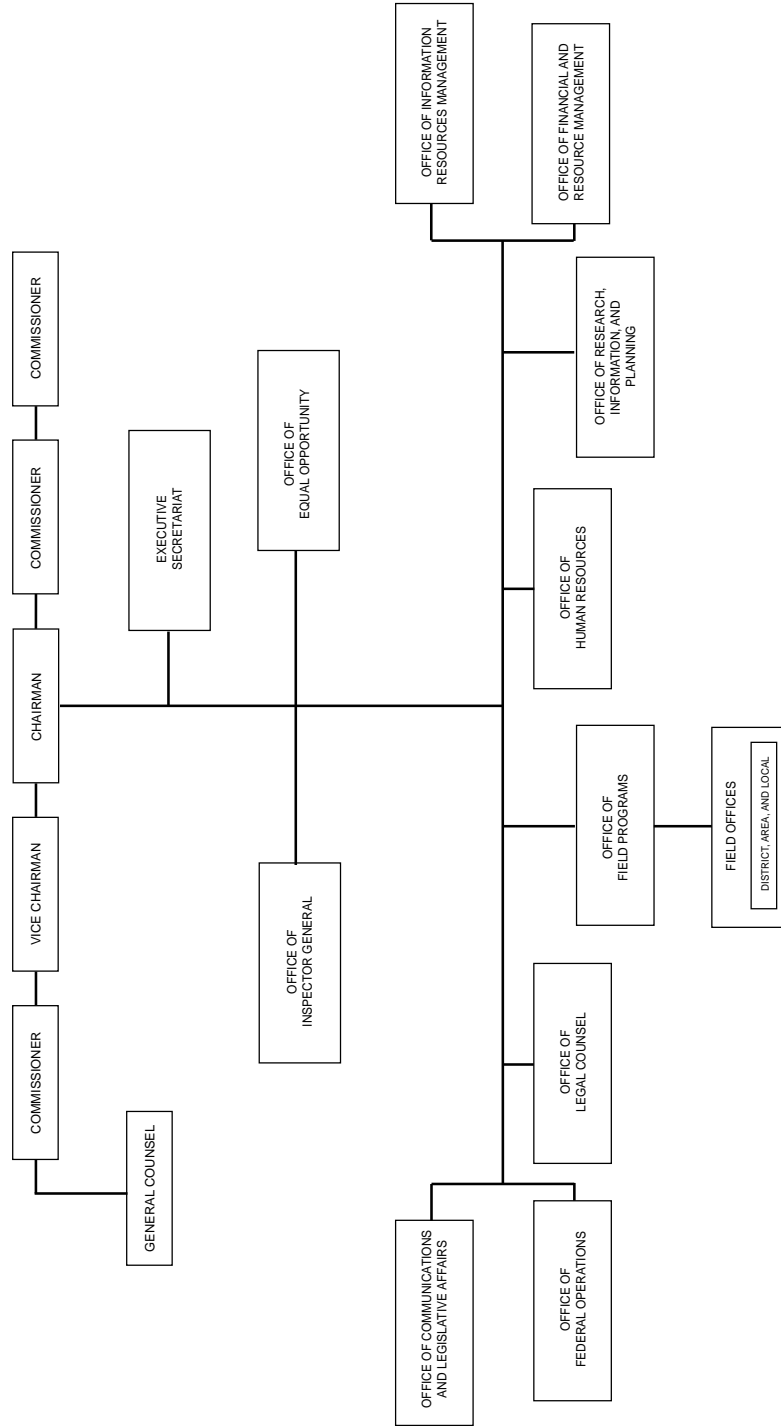 COMMISSIONER
VICE CHAIRMAN
CHAIRMAN
COMMISSIONER
COMMISSIONER
GENERAL COUNSEL
EXECUTIVE
SECRETARIAT
OFFICE OF
INSPECTOR GENERAL
OFFICE OF
EQUAL OPPORTUNITY
OFFICE OF COMMUNICATIONS
AND LEGISLATIVE AFFAIRS
OFFICE OF INFORMATION
RESOURCES MANAGEMENT
OFFICE OF
FEDERAL OPERATIONS
OFFICE OF
LEGAL COUNSEL
OFFICE OF
FIELD PROGRAMS
OFFICE OF
HUMAN RESOURCES
OFFICE OF RESEARCH,
INFORMATION, AND
PLANNING
OFFICE OF FINANCIAL AND
RESOURCE MANAGEMENT
FIELD OFFICES
DISTRICT, AREA, AND LOCAL